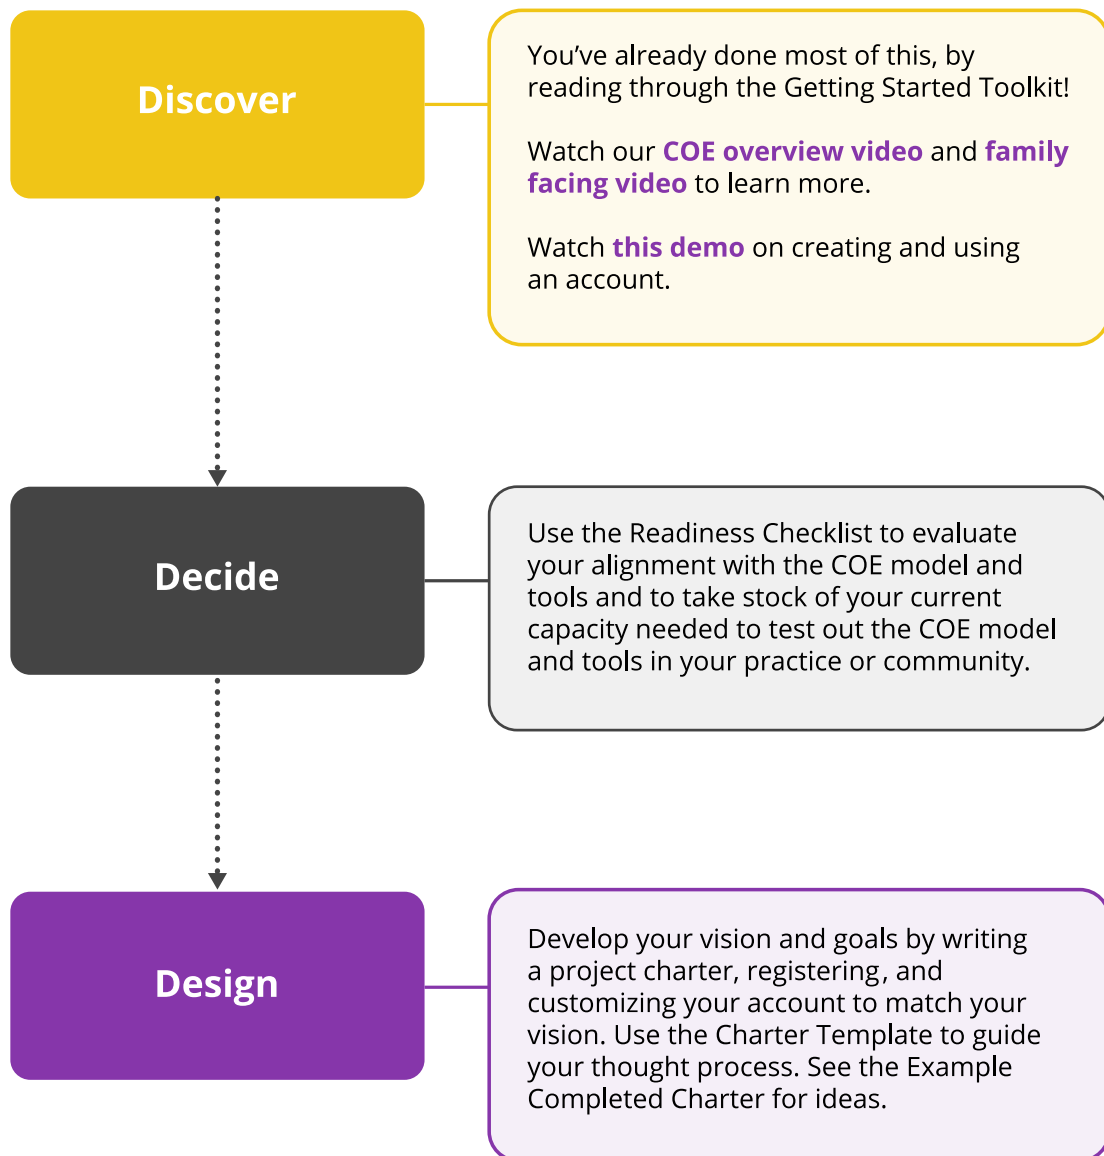 Discover
You’ve already done most of this, by
reading through the Getting Started Toolkit!
Watch our COE overview video and family
facing video to learn more.
Watch this demo on creating and using
an account.
Decide
Use the Readiness Checklist to evaluate
your alignment with the COE model and
tools and to take stock of your current
capacity needed to test out the COE model
and tools in your practice or community.
Design
Develop your vision and goals by writing
a project charter, registering, and
customizing your account to match your
vision. Use the Charter Template to guide
your thought process. See the Example
Completed Charter for ideas.